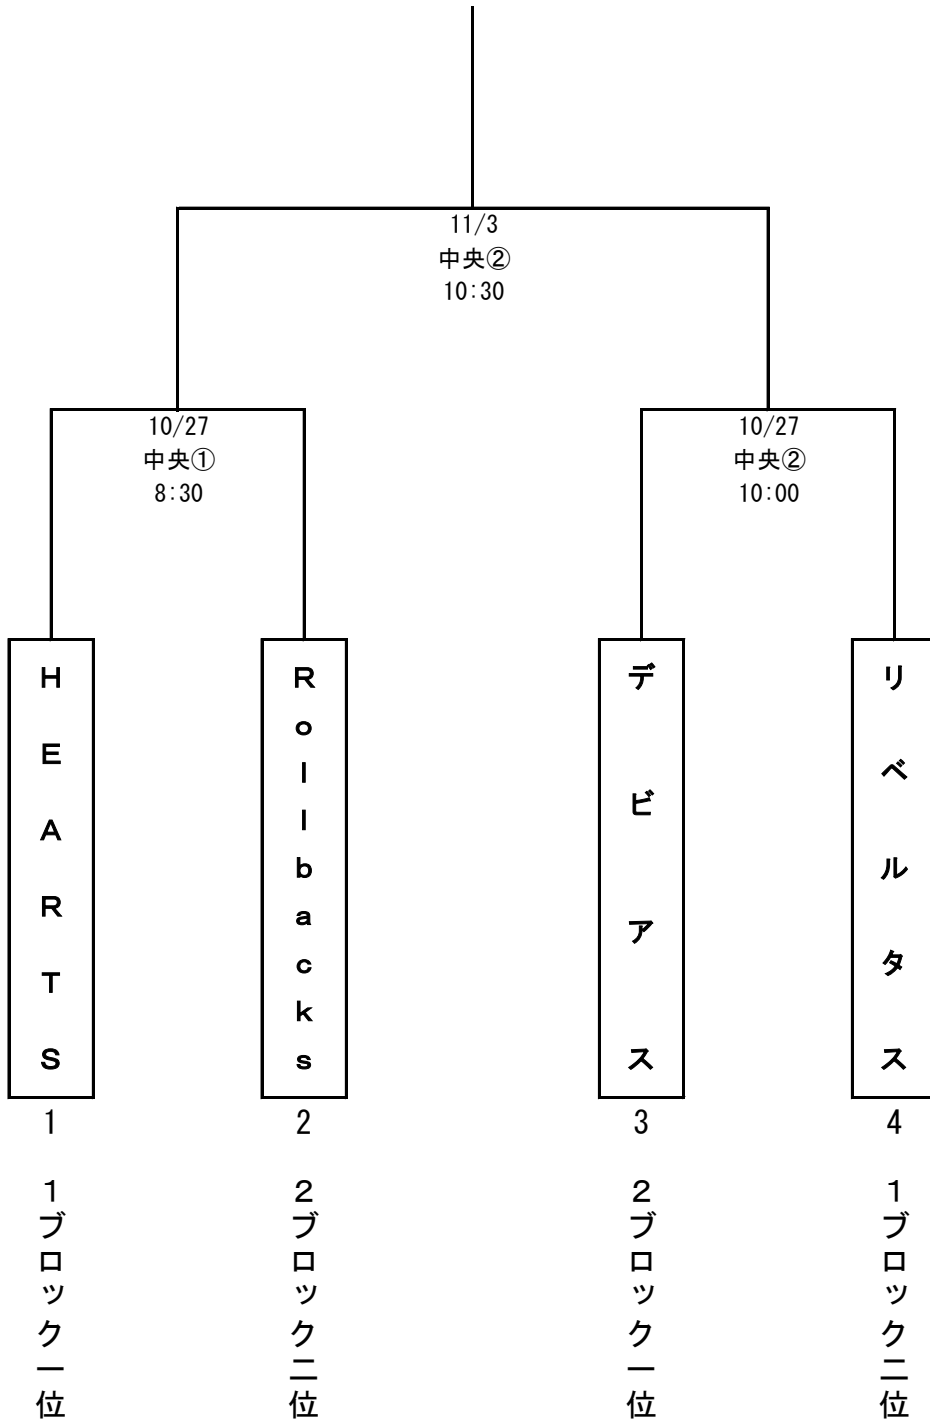 11/3
中央②
10:30
10/27
中央①
8:30
10/27
中央②
10:00
HEARTS
Rollbacks
デビアス
リベルタス
1
2
3
4
1ブロック一位
2ブロック二位
2ブロック一位
1ブロック二位